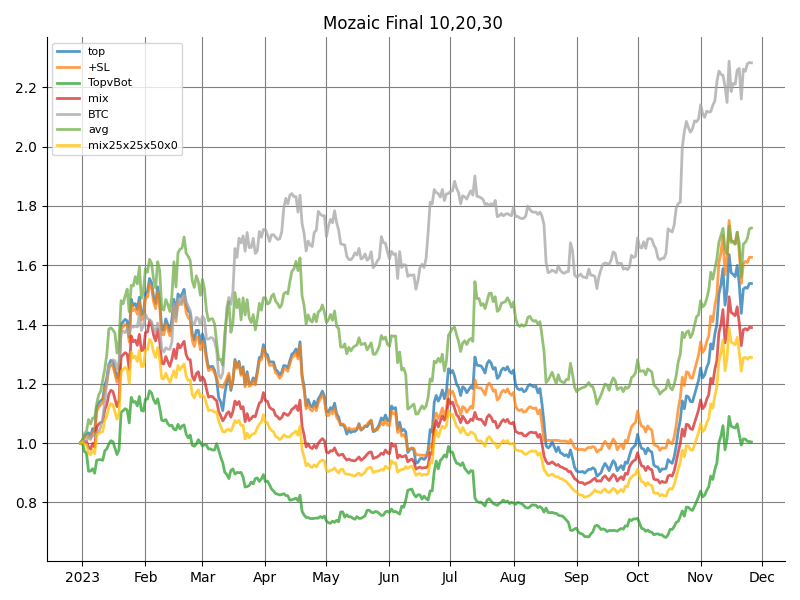 Mozaic Final 10,20,30
top
+SL
TopvBot
mix
BTC
avg
mix25x25x50x0
2.2
2.0
1.8
1.6
1.4
1.2
1.0
0.8
2023 Feb Mar Apr May Jun Jul Aug Sep Oct Nov Dec